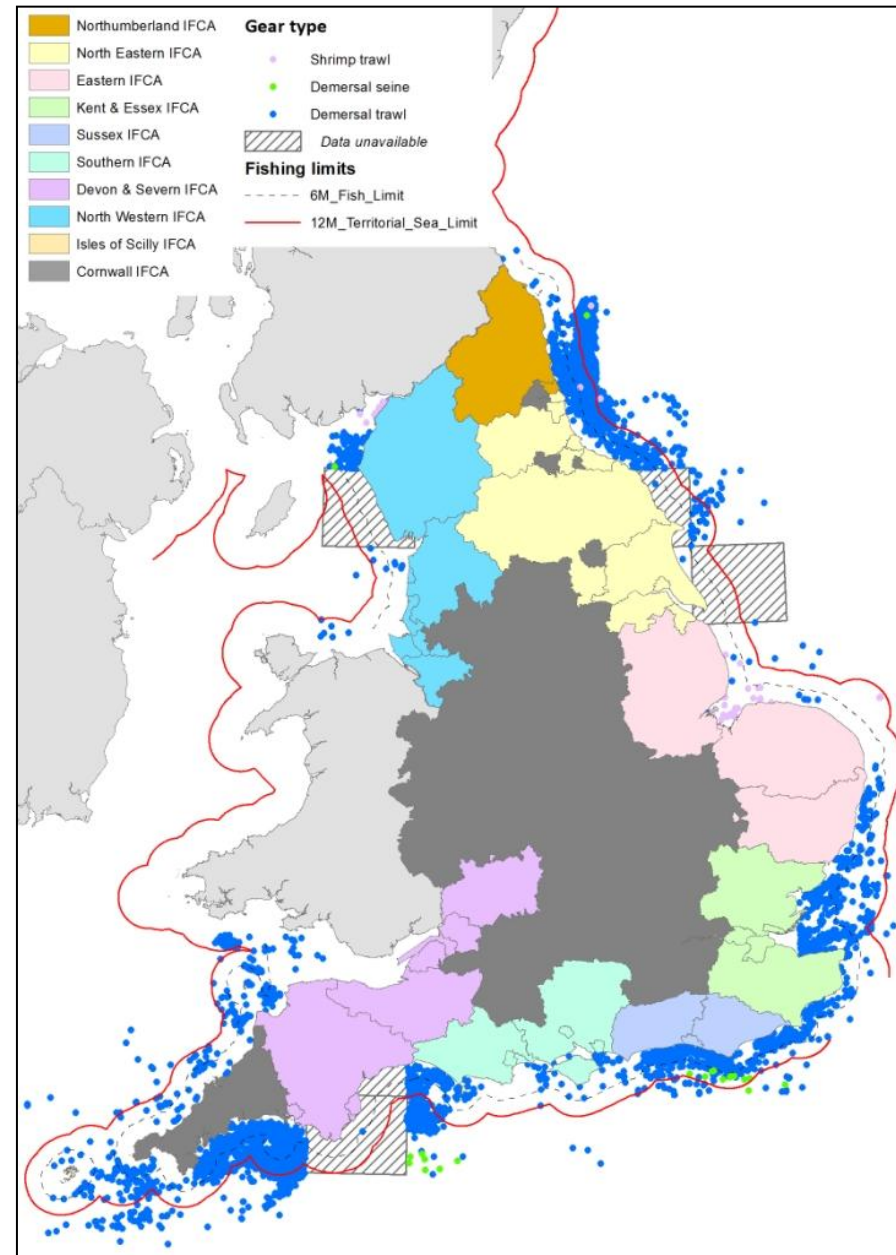 Northumberland IFCA
North Eastern IFCA
Eastern IFCA
Kent & Essex IFCA
Sussex IFCA
Southern IFCA
Devon & Severn IFCA
North Western IFCA
Isles of Scilly IFCA
Cornwall IFCA
Gear type
Shrimp trawl
Demersal seine
Demersal trawl
Data unavailable
Fishing limits
6M_Fish_Limit
12M_Territorial_Sea_Limit